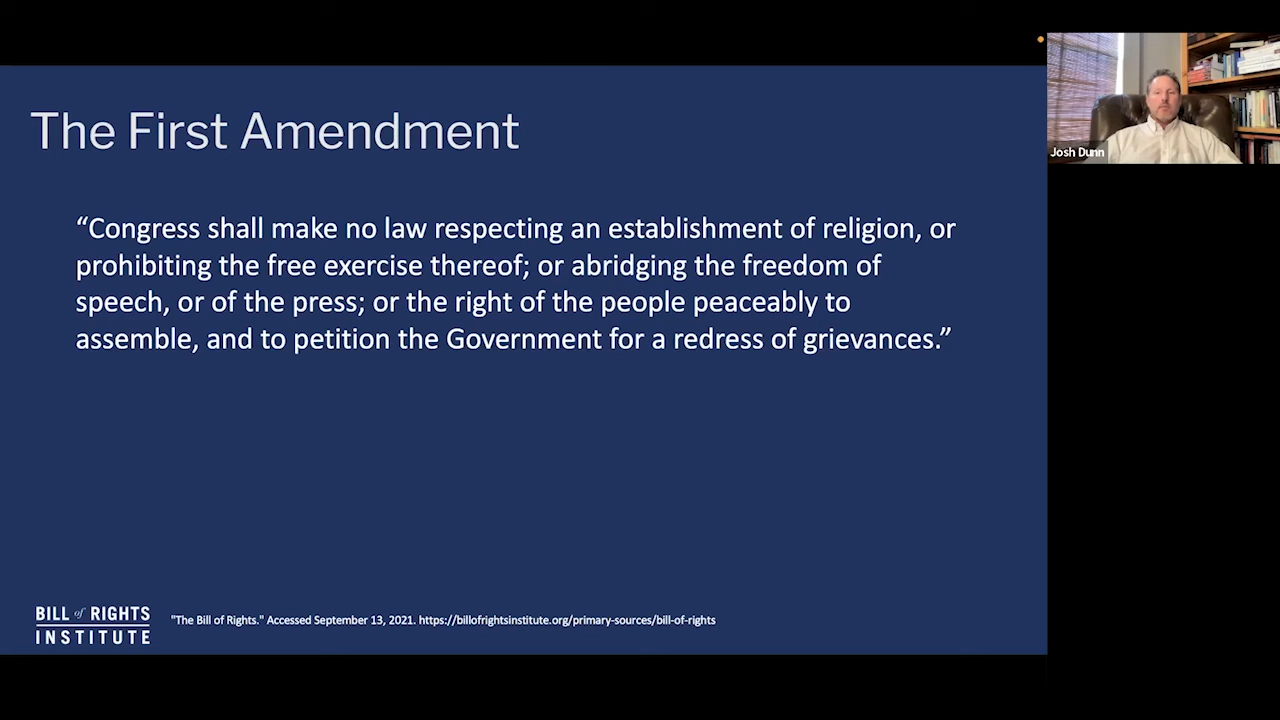 The First Amendment
“Congress shall make no law respecting an establishment of religion, or
prohibiting the free exercise thereof; or abridging the freedom of
speech, or of the press; or the right of the people peaceably to
assemble, and to petition the Government for a redress of grievances.”
BILL of RIGHTS
INSTITUTE
"The Bill of Rights." Accessed September 13, 2021. https://billofrightsinstitute.org/primary-sources/bill-of-rights
Josh Dunn